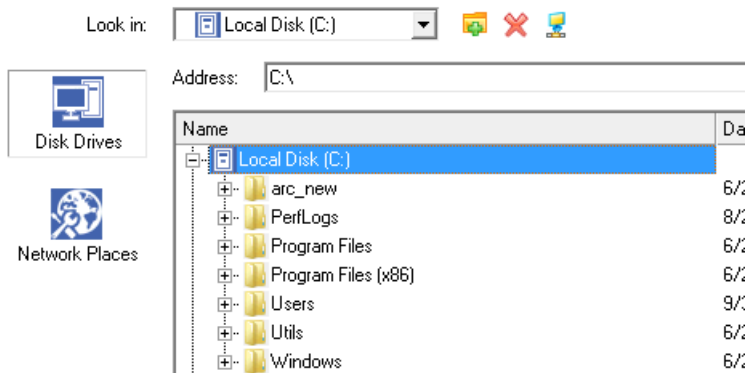 Look in: Local Disk (C:)
Address: C:\
Disk Drives
Network Places
Name Da
Local Disk (C:)
arc_new 6/2
PerfLogs 8/2
Program Files 6/2
Program Files (x86) 6/2
Users 9/3
Utils 6/2
Windows 6/2